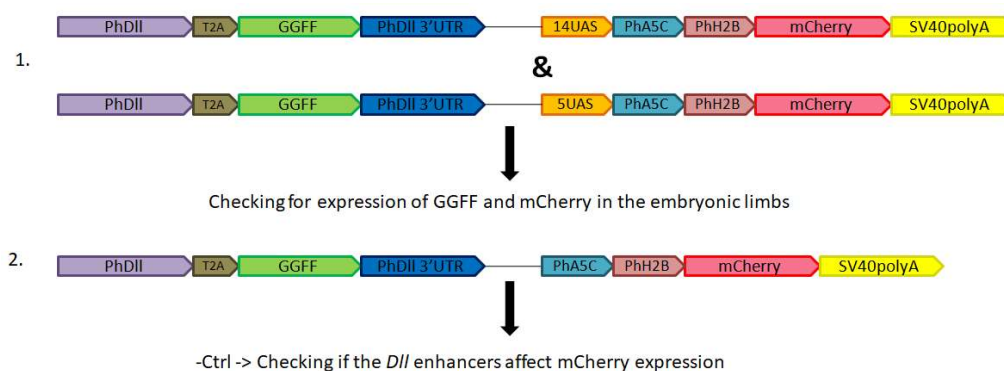 PhDll T2A GGFF PhDll 3'UTR 14UAS PhA5C PhH2B mCherry SV40polyA
1.
&
PhDll T2A GGFF PhDll 3'UTR 5UAS PhA5C PhH2B mCherry SV40polyA
Checking for expression of GGFF and mCherry in the embryonic limbs
2. PhDll T2A GGFF PhDll 3'UTR PhA5C PhH2B mCherry SV40polyA
-Ctrl -> Checking if the Dll enhancers affect mCherry expression